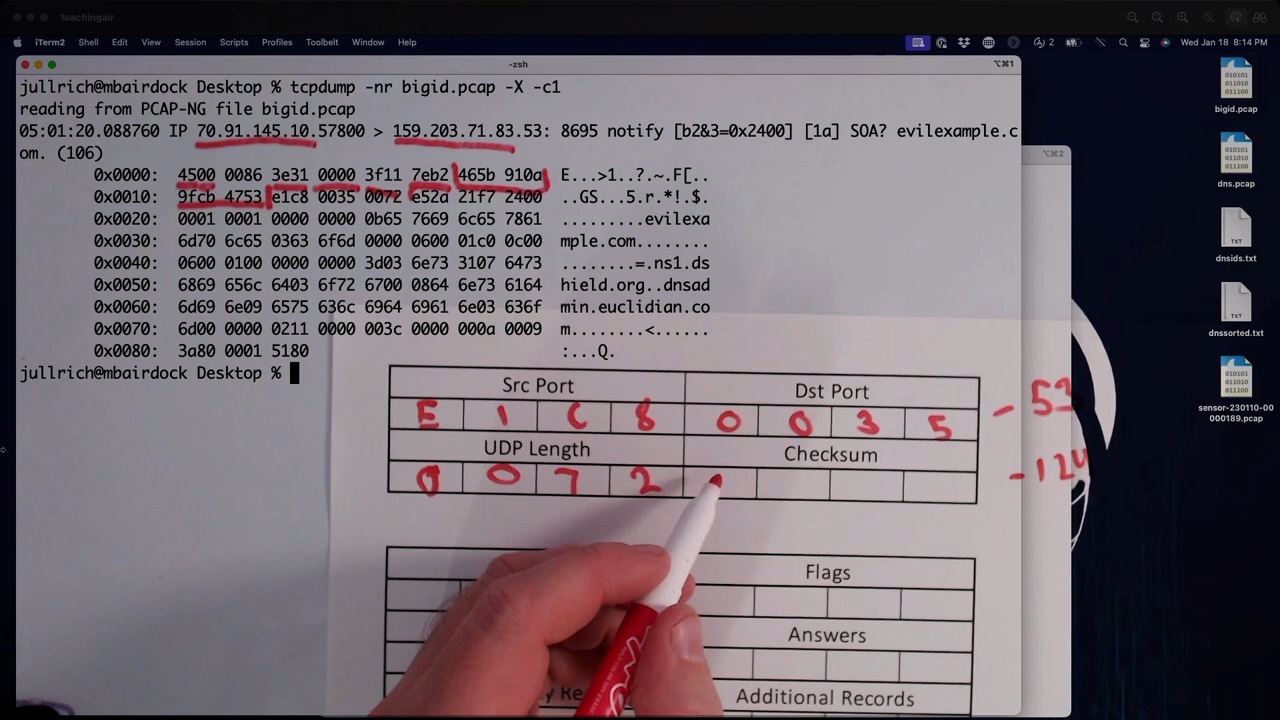 teachingair
iTerm2 Shell Edit View Session Scripts Profiles Toolbelt Window Help 2 Wed Jan 18 8:14 PM
-zsh ⌥⌘1
jullrich@mbairdock Desktop % tcpdump -nr bigid.pcap -X -c1
reading from PCAP-NG file bigid.pcap
05:01:20.088760 IP 70.91.145.10.57800 > 159.203.71.83.53: 8695 notify [b2&3=0x2400] [1a] SOA? evilexample.c
om. (106)
0x0000: 4500 0086 3e31 0000 3f11 7eb2 465b 910a E...>1..?.~.F[..
0x0010: 9fcb 4753 e1c8 0035 0072 e52a 21f7 2400 ..GS...5.r.*!.$.
0x0020: 0001 0001 0000 0000 0b65 7669 6c65 7861 .........evilexa
0x0030: 6d70 6c65 0363 6f6d 0000 0600 01c0 0c00 mple.com........
0x0040: 0600 0100 0000 0000 3d03 6e73 3107 6473 ........=.ns1.ds
0x0050: 6869 656c 6403 6f72 6700 0864 6e73 6164 hield.org..dnsad
0x0060: 6d69 6e09 6575 636c 6964 6961 6e03 636f min.euclidian.co
0x0070: 6d00 0000 0211 0000 003c 0000 000a 0009 m........<......
0x0080: 3a80 0001 5180 :...Q.
jullrich@mbairdock Desktop %
⌥⌘2
bigid.pcap
dns.pcap
TXT
dnsids.txt
TXT
dnssorted.txt
sensor-230110-00
000189.pcap
Src Port Dst Port
E 1 C 8 0 0 3 5 - 53
UDP Length Checksum
0 0 7 2
Flags
Answers
Additional Records